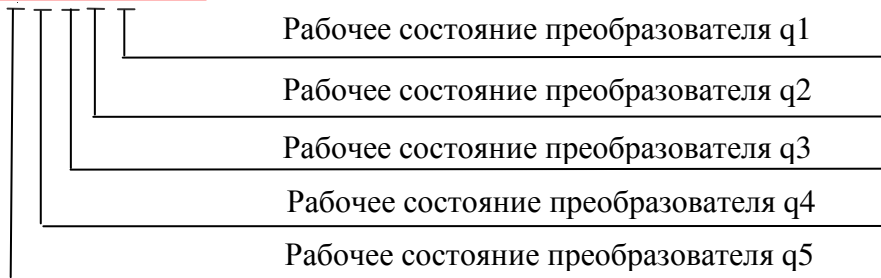 Рабочее состояние преобразователя q1
Рабочее состояние преобразователя q2
Рабочее состояние преобразователя q3
Рабочее состояние преобразователя q4
Рабочее состояние преобразователя q5